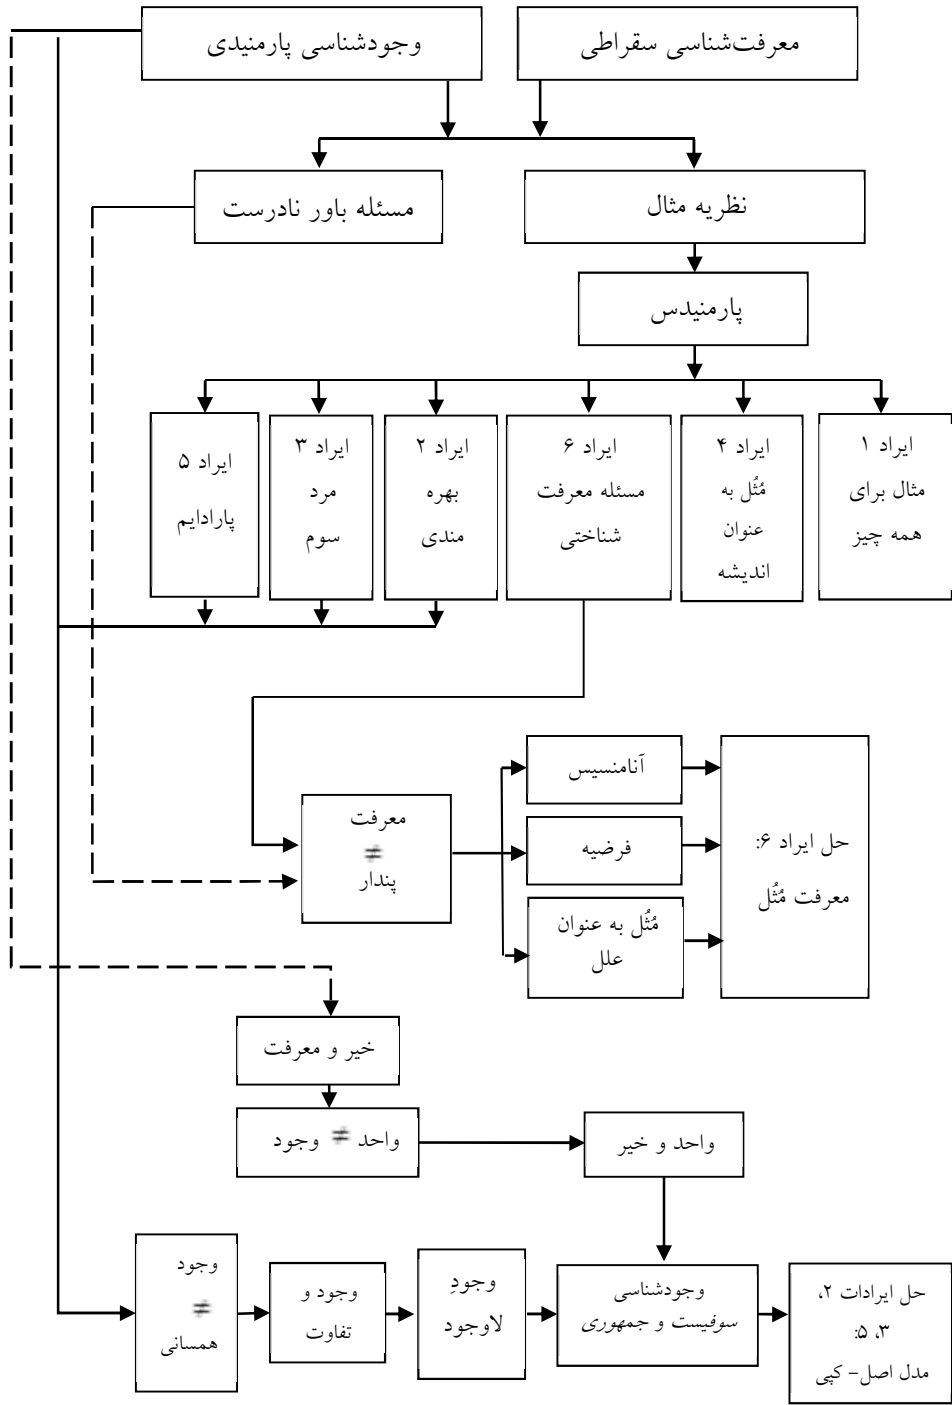 معرفت‌شناسی سقراطی
وجودشناسی پارمنیدی
نظریه مثال
مسئله باور نادرست
پارمنیدس
ایراد ۱
مثال برای
همه چیز
ایراد ۴
مُثُل به
عنوان
اندیشه
ایراد ۶
مسئله معرفت
شناختی
ایراد ۲
بهره
مندی
ایراد ۳
مرد
سوم
ایراد ۵
پارادایم
معرفت
≠
پندار
آنامنسیس
فرضیه
مُثُل به عنوان
علل
حل ایراد ۶:
معرفت مُثُل
خیر و معرفت
واحد ≠ وجود
واحد و خیر
وجود
≠
همسانی
وجود و
تفاوت
وجودِ
لاوجود
وجودشناسی
سوفیست و جمهوری
حل ایرادات ۲،
۳، ۵:
مدل اصل- کپی